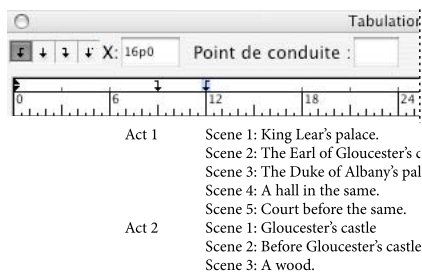 Tabulation
X: 16p0 Point de conduite :
0 6 12 18 24
Act 1 Scene 1: King Lear's palace.
Scene 2: The Earl of Gloucester's c
Scene 3: The Duke of Albany's pal
Scene 4: A hall in the same.
Scene 5: Court before the same.
Act 2 Scene 1: Gloucester's castle
Scene 2: Before Gloucester's castle
Scene 3: A wood.